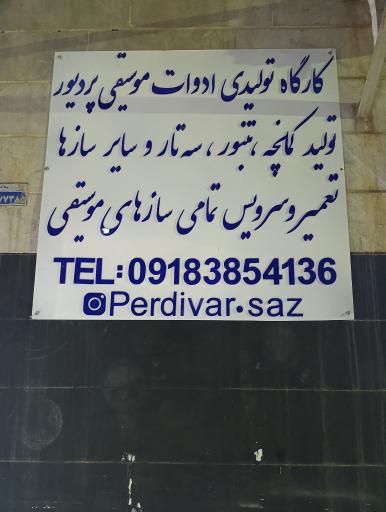 کارگاه تولیدی ادوات موسیقی پردیور
تولید کمانچه ،تنبور ، سه تار و سایر سازها
تعمیر و سرویس تمامی سازهای موسیقی
TEL: 09183854136
Perdivar.saz